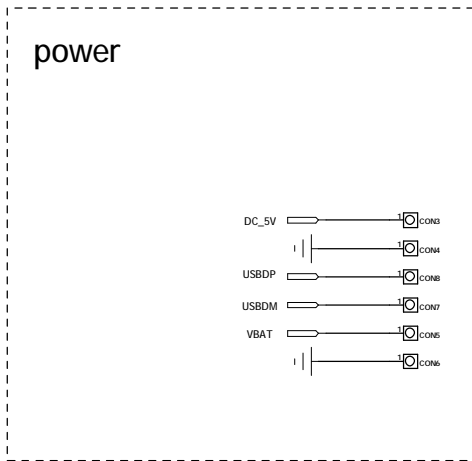 power
DC_5V 1 CON3
1 CON4
USBDP 1 CON8
USBDM 1 CON7
VBAT 1 CON5
1 CON6